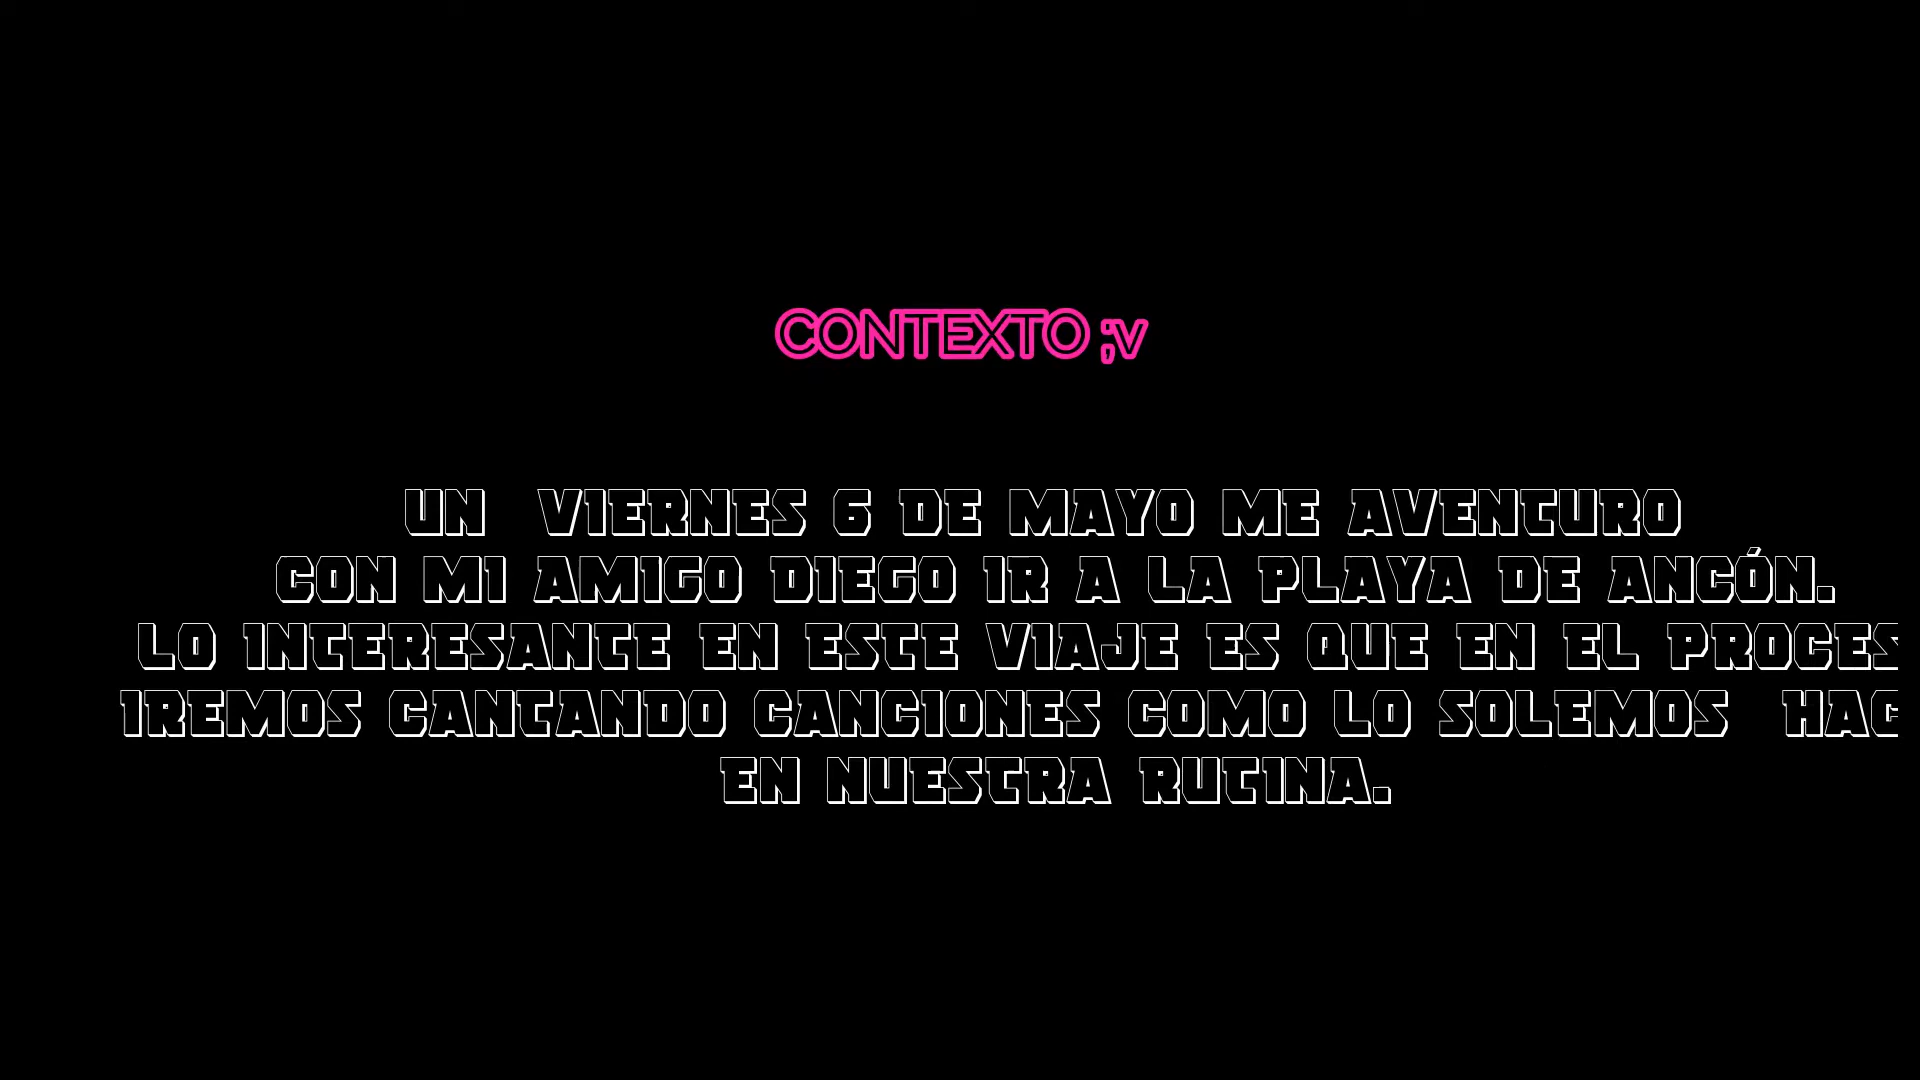 CONTEXTO ;V
UN VIERNES 6 DE MAYO ME AVENTURO
CON MI AMIGO DIEGO IR A LA PLAYA DE ANCÓN.
LO INTERESANTE EN ESTE VIAJE ES QUE EN EL PROCES
IREMOS CANTANDO CANCIONES COMO LO SOLEMOS HAC
EN NUESTRA RUTINA.